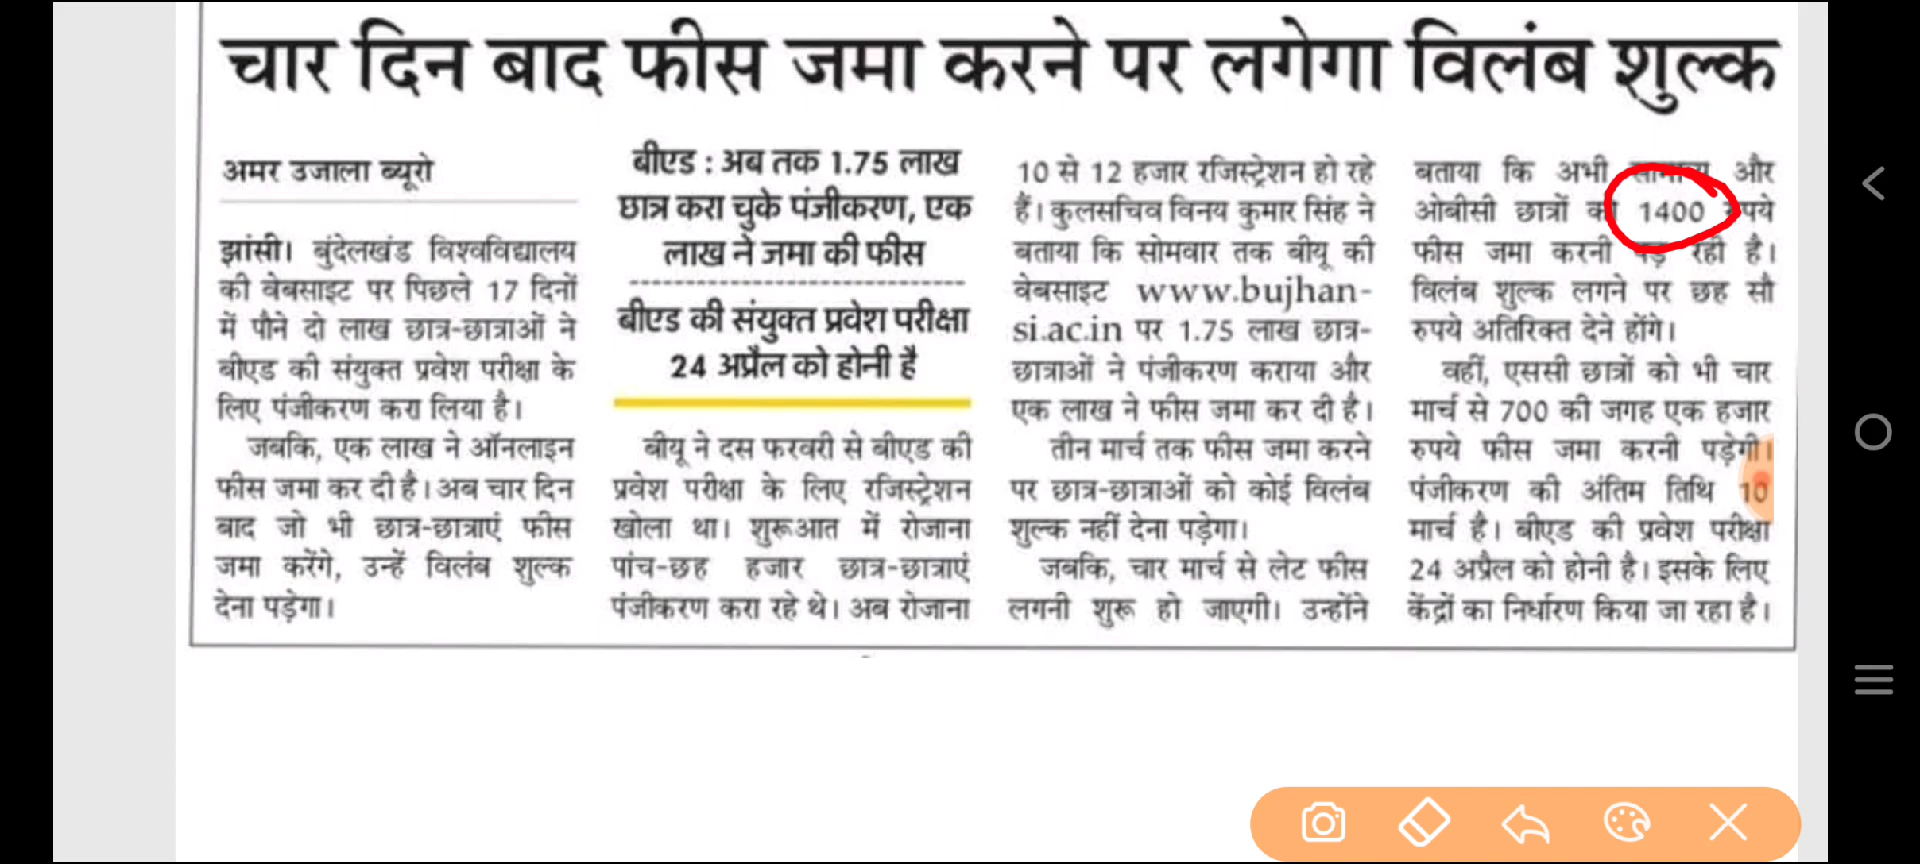 चार दिन बाद फीस जमा करने पर लगेगा विलंब शुल्क
अमर उजाला ब्यूरो
झांसी। बुंदेलखंड विश्वविद्यालय
की वेबसाइट पर पिछले 17 दिनों
में पौने दो लाख छात्र-छात्राओं ने
बीएड की संयुक्त प्रवेश परीक्षा के
लिए पंजीकरण करा लिया है।
जबकि, एक लाख ने ऑनलाइन
फीस जमा कर दी है। अब चार दिन
बाद जो भी छात्र-छात्राएं फीस
जमा करेंगे, उन्हें विलंब शुल्क
देना पड़ेगा।
बीएड : अब तक 1.75 लाख
छात्र करा चुके पंजीकरण, एक
लाख ने जमा की फीस
बीएड की संयुक्त प्रवेश परीक्षा
24 अप्रैल को होनी है
बीयू ने दस फरवरी से बीएड की
प्रवेश परीक्षा के लिए रजिस्ट्रेशन
खोला था। शुरूआत में रोजाना
पांच-छह हजार छात्र-छात्राएं
पंजीकरण करा रहे थे। अब रोजाना
10 से 12 हजार रजिस्ट्रेशन हो रहे
हैं। कुलसचिव विनय कुमार सिंह ने
बताया कि सोमवार तक बीयू की
वेबसाइट www.bujhan-
si.ac.in पर 1.75 लाख छात्र-
छात्राओं ने पंजीकरण कराया और
एक लाख ने फीस जमा कर दी है।
तीन मार्च तक फीस जमा करने
पर छात्र-छात्राओं को कोई विलंब
शुल्क नहीं देना पड़ेगा।
जबकि, चार मार्च से लेट फीस
लगनी शुरू हो जाएगी। उन्होंने
बताया कि अभी सामान्य और
ओबीसी छात्रों को 1400 रुपये
फीस जमा करनी पड़ रही है।
विलंब शुल्क लगने पर छह सौ
रुपये अतिरिक्त देने होंगे।
वहीं, एससी छात्रों को भी चार
मार्च से 700 की जगह एक हजार
रुपये फीस जमा करनी पड़ेगी।
पंजीकरण की अंतिम तिथि 10
मार्च है। बीएड की प्रवेश परीक्षा
24 अप्रैल को होनी है। इसके लिए
केंद्रों का निर्धारण किया जा रहा है।